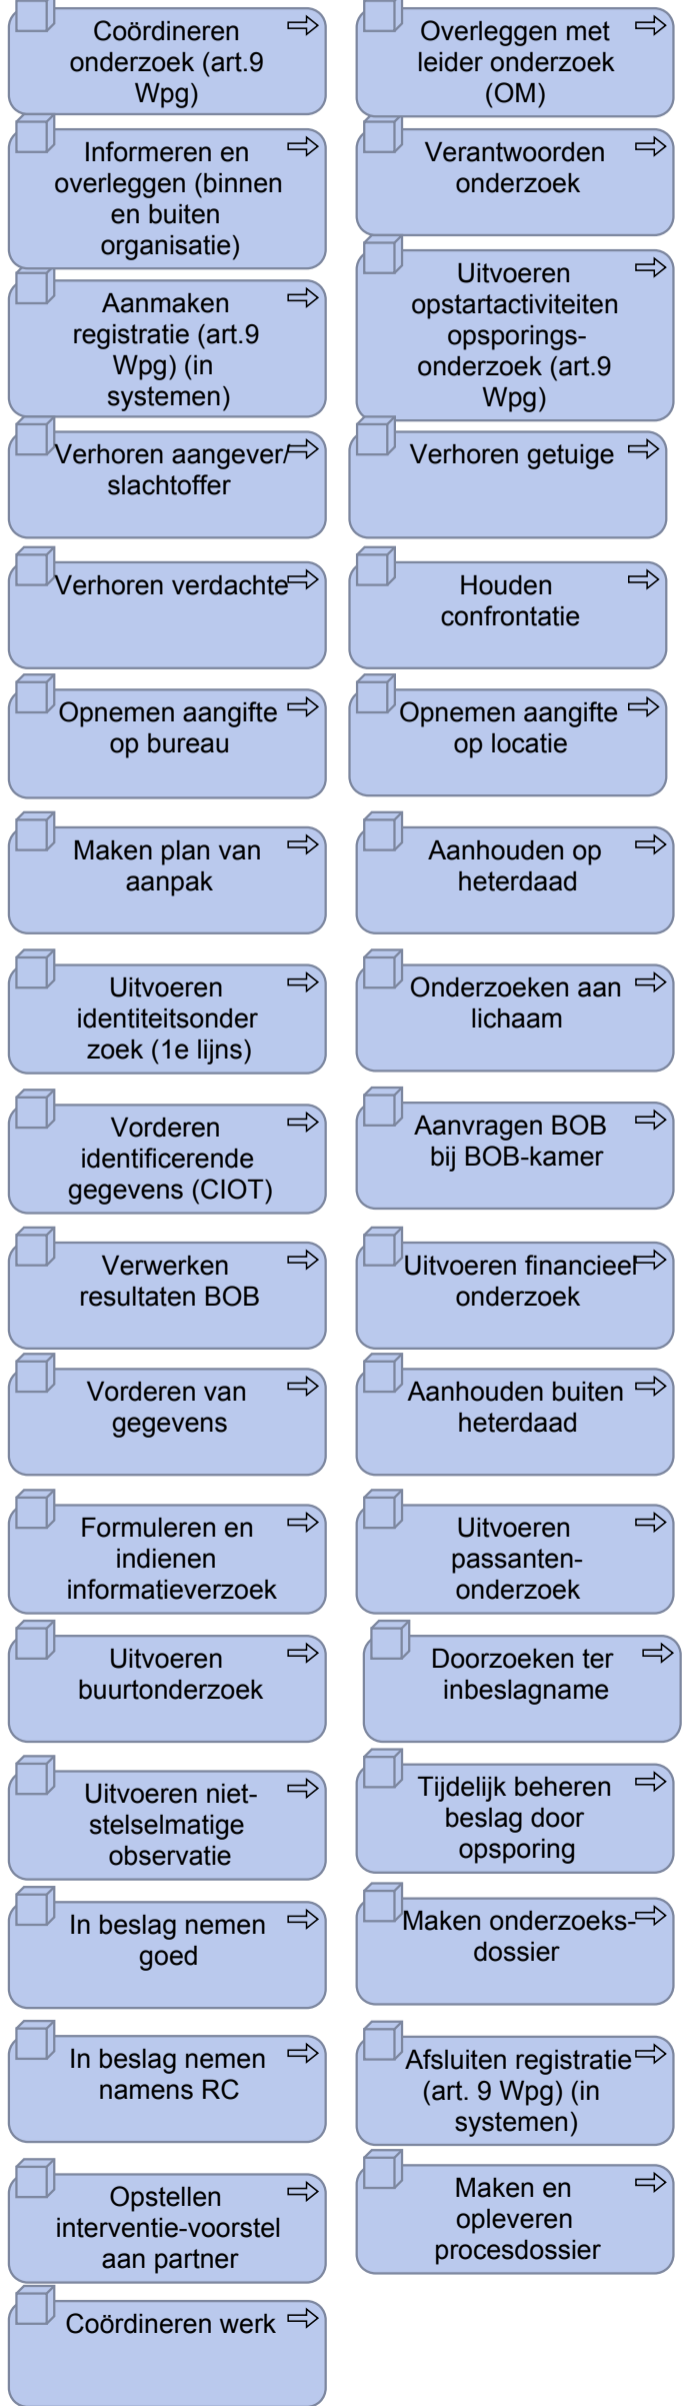 Coördineren
onderzoek (art.9
Wpg)
Overleggen met
leider onderzoek
(OM)
Informeren en
overleggen (binnen
en buiten
organisatie)
Verantwoorden
onderzoek
Aanmaken
registratie (art.9
Wpg) (in
systemen)
Uitvoeren
opstartactiviteiten
opsporings-
onderzoek (art.9
Wpg)
Verhoren aangever/
slachtoffer
Verhoren getuige
Verhoren verdachte
Houden
confrontatie
Opnemen aangifte
op bureau
Opnemen aangifte
op locatie
Maken plan van
aanpak
Aanhouden op
heterdaad
Uitvoeren
identiteitsonder
zoek (1e lijns)
Onderzoeken aan
lichaam
Vorderen
identificerende
gegevens (CIOT)
Aanvragen BOB
bij BOB-kamer
Verwerken
resultaten BOB
Uitvoeren financieel
onderzoek
Vorderen van
gegevens
Aanhouden buiten
heterdaad
Formuleren en
indienen
informatieverzoek
Uitvoeren
passanten-
onderzoek
Uitvoeren
buurtonderzoek
Doorzoeken ter
inbeslagname
Uitvoeren niet-
stelselmatige
observatie
Tijdelijk beheren
beslag door
opsporing
In beslag nemen
goed
Maken onderzoeks-
dossier
In beslag nemen
namens RC
Afsluiten registratie
(art. 9 Wpg) (in
systemen)
Opstellen
interventie-voorstel
aan partner
Maken en
opleveren
procesdossier
Coördineren werk